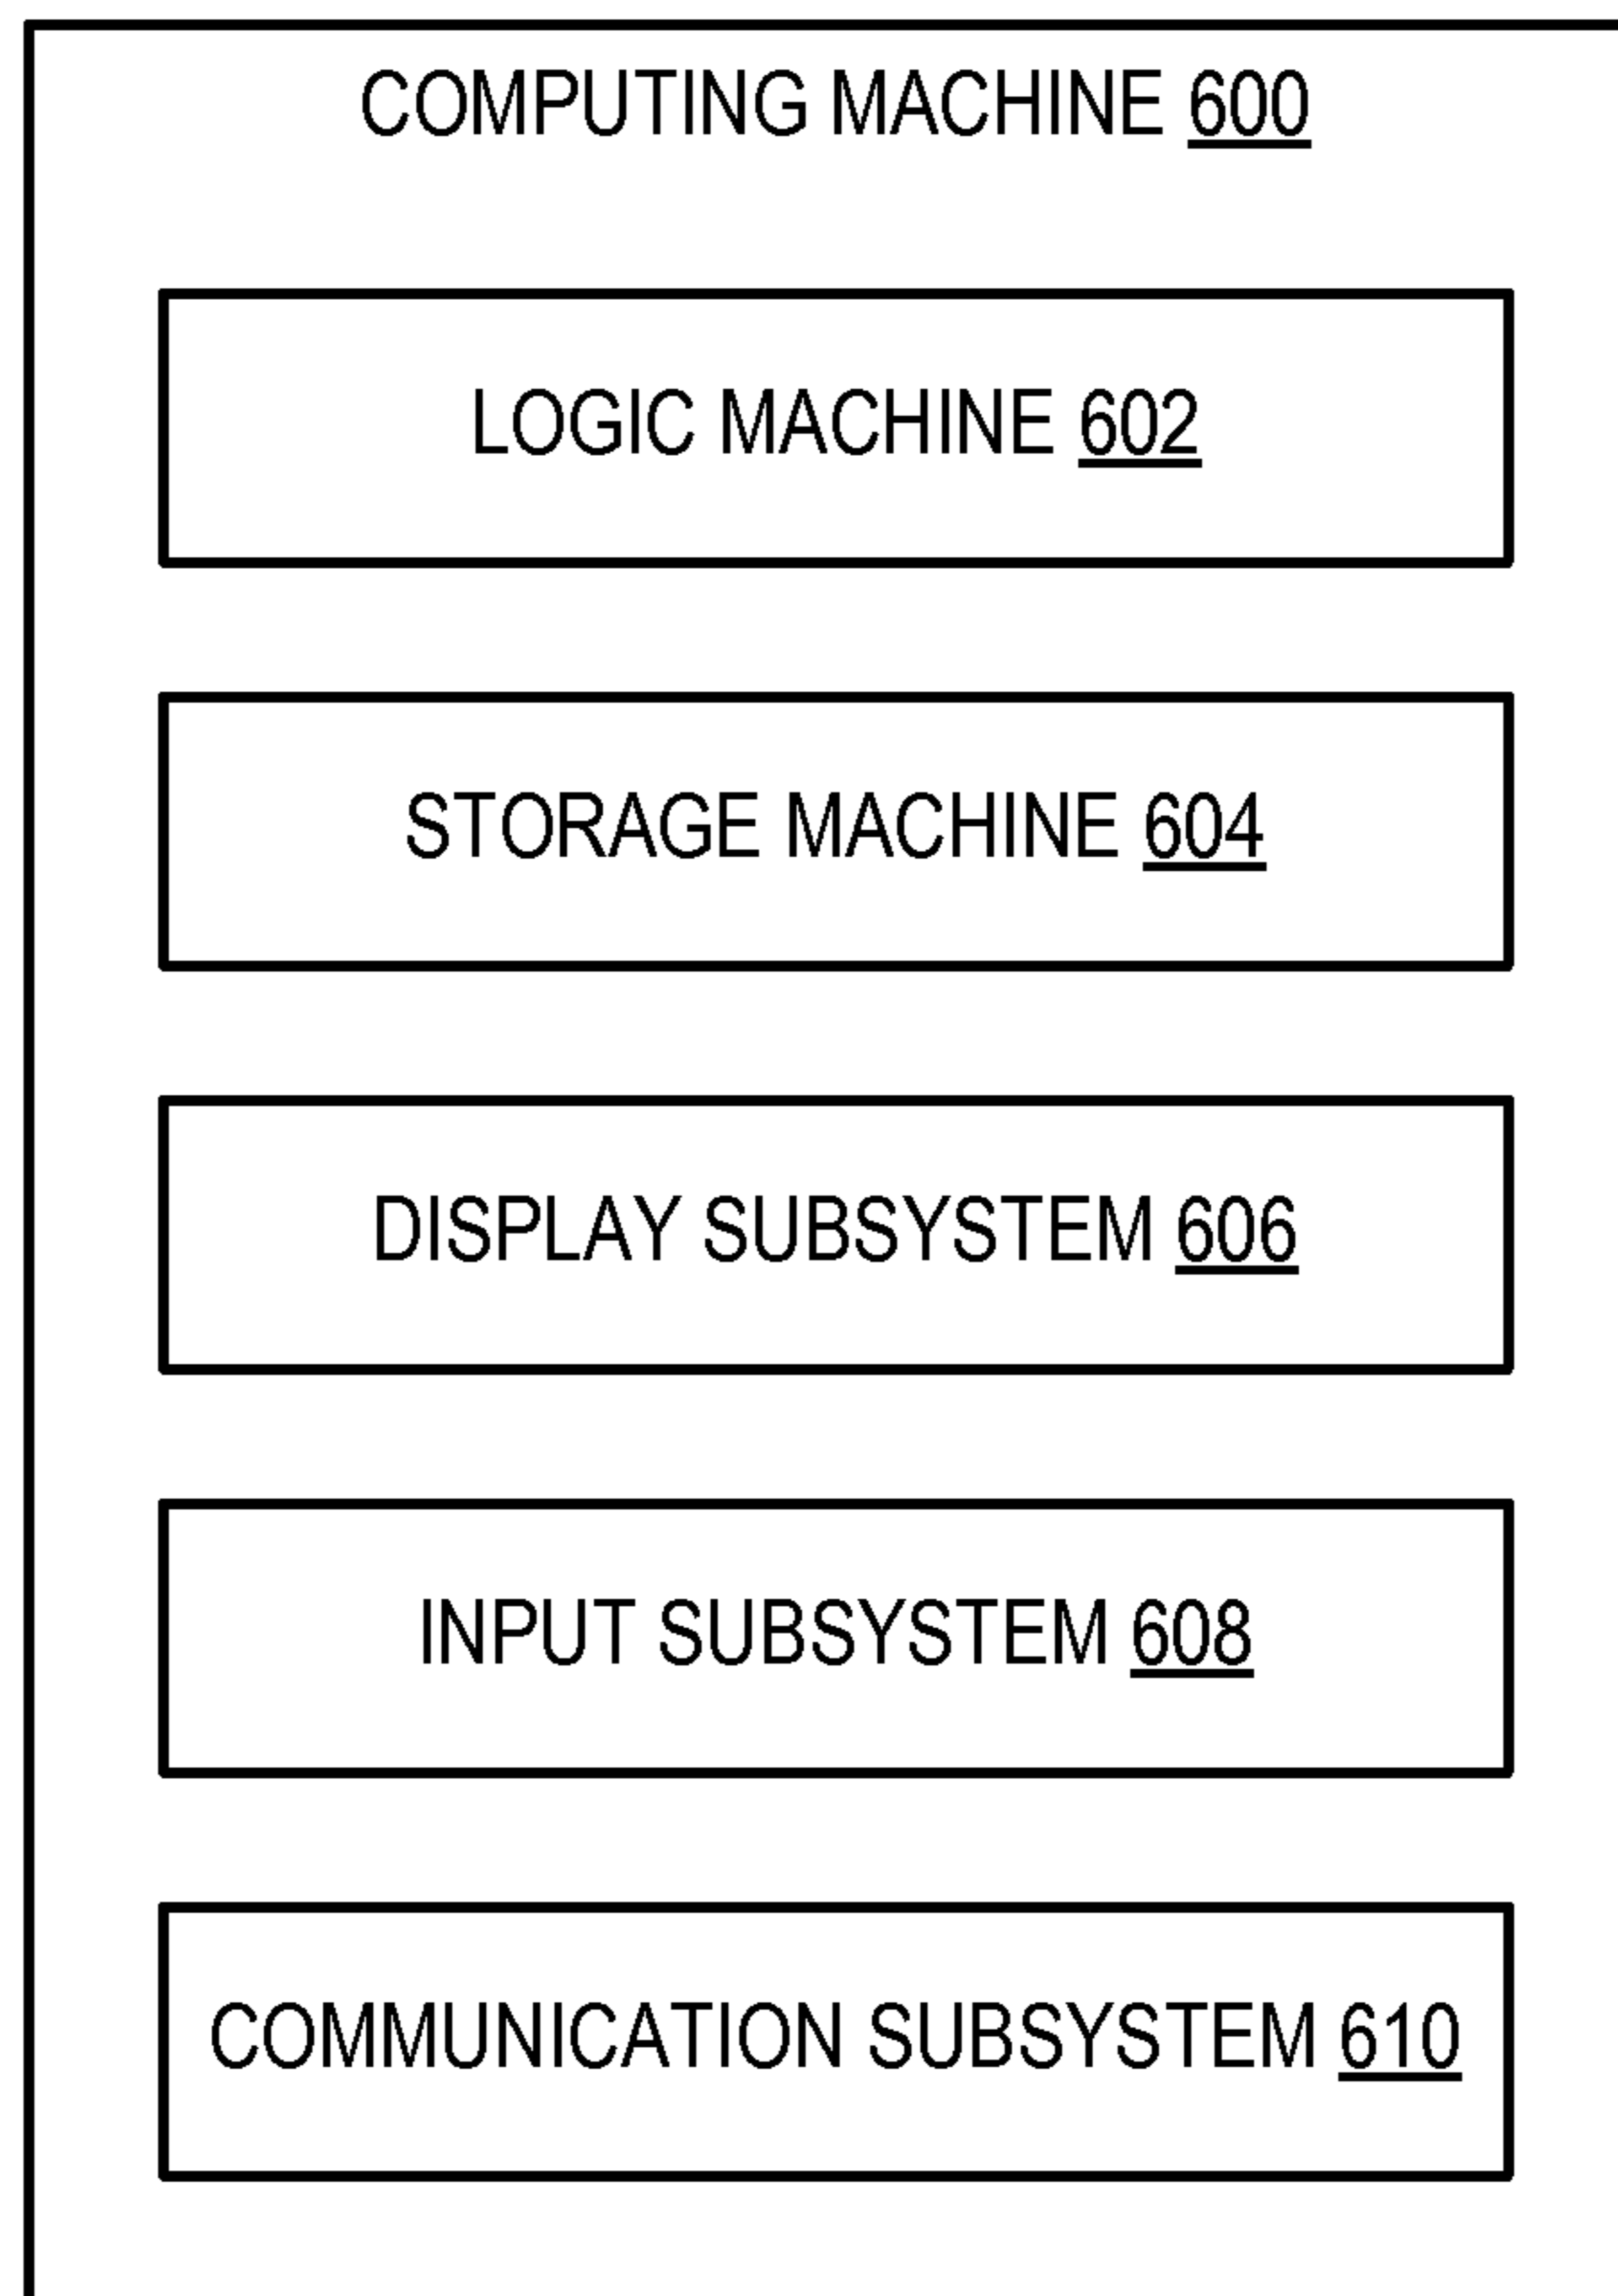 COMPUTING MACHINE 600
LOGIC MACHINE 602
STORAGE MACHINE 604
DISPLAY SUBSYSTEM 606
INPUT SUBSYSTEM 608
COMMUNICATION SUBSYSTEM 610